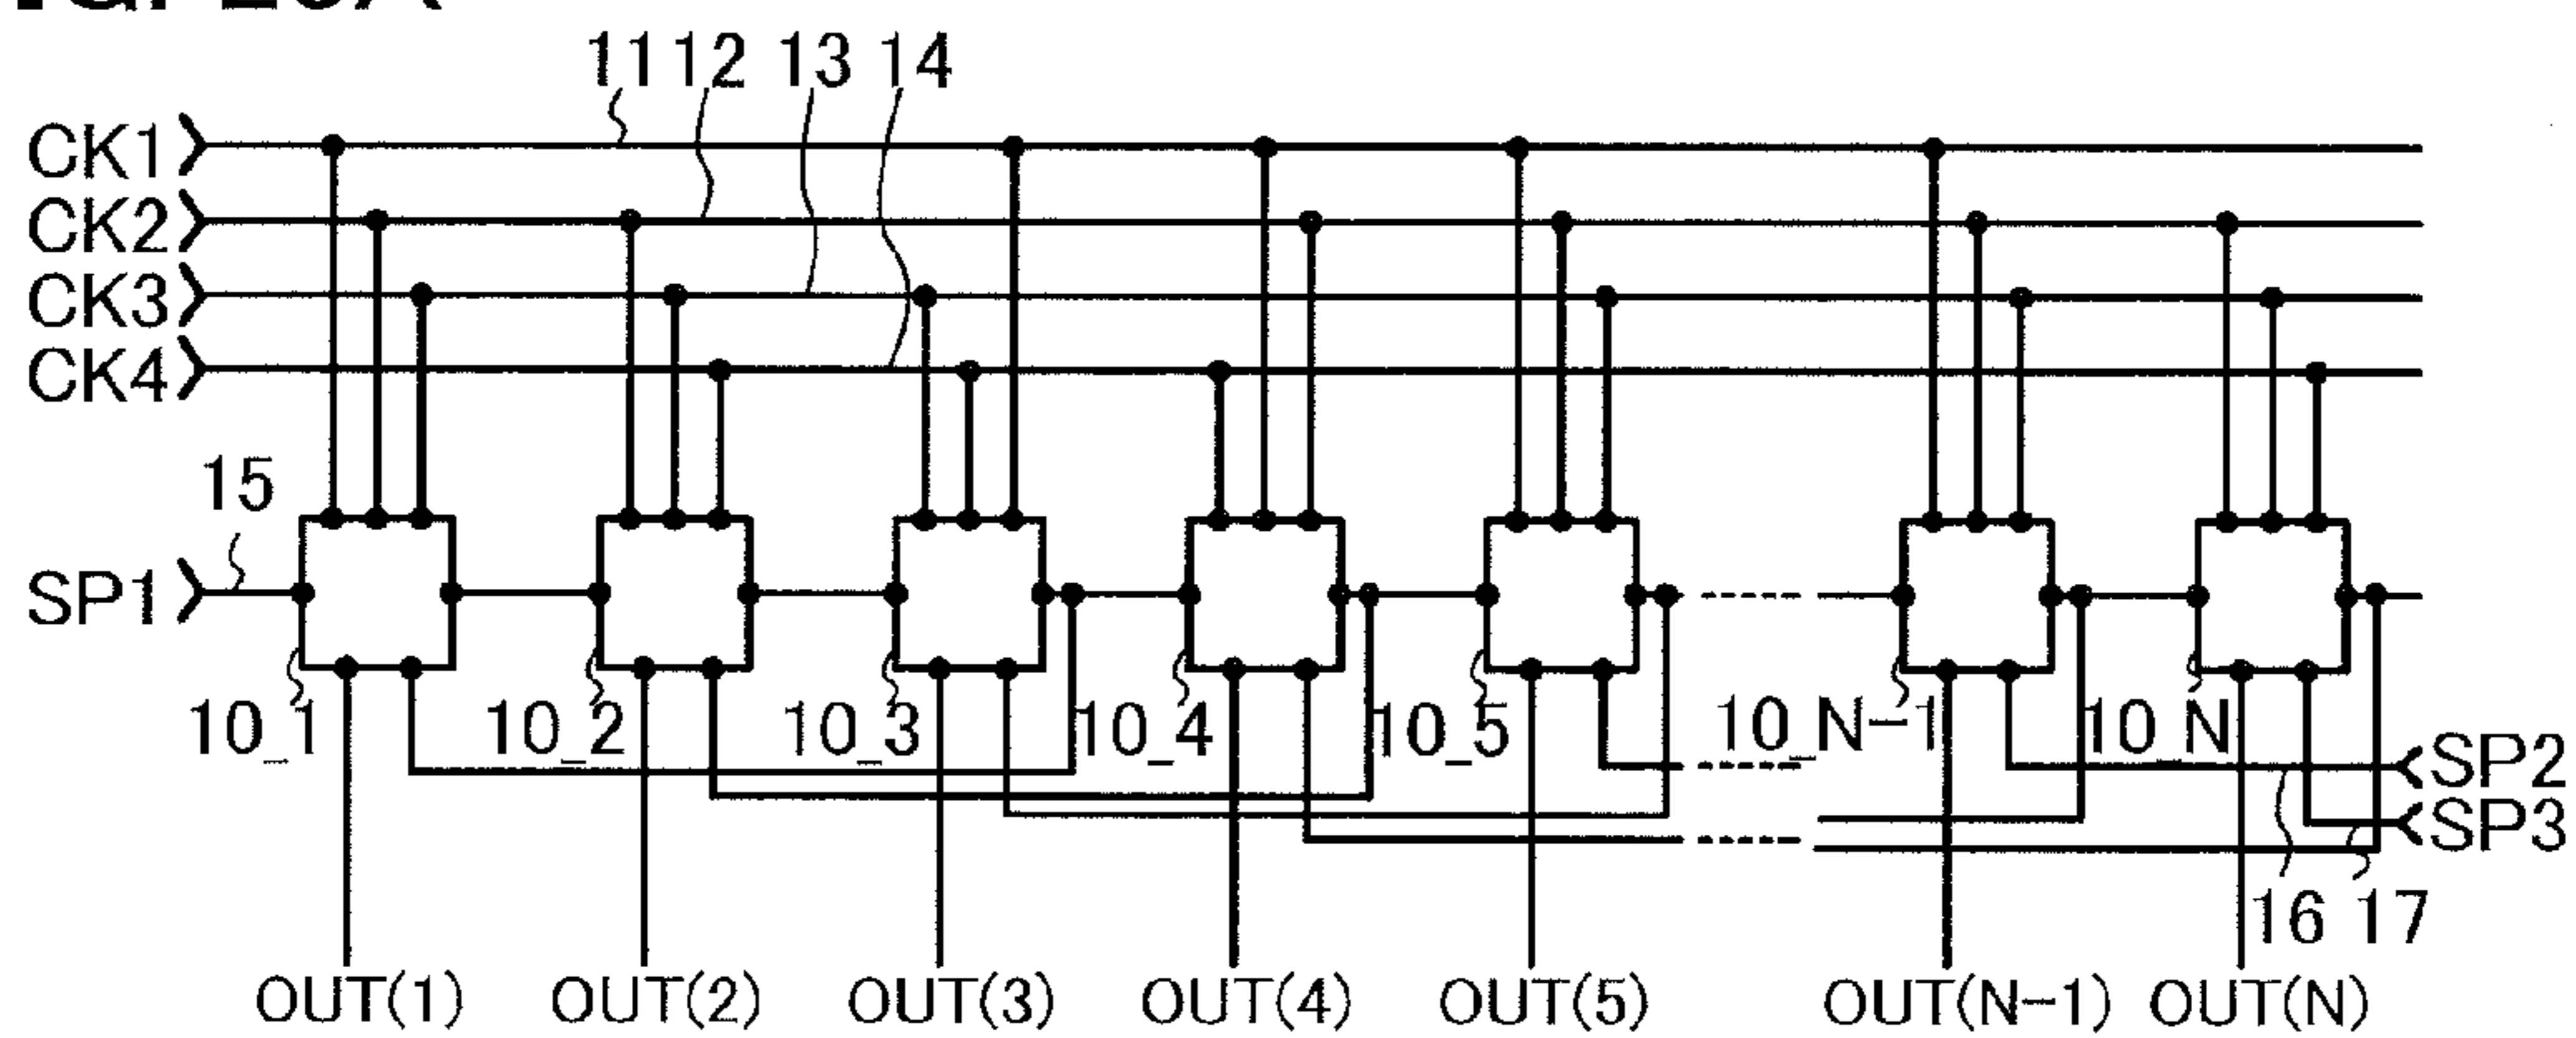 11 12 13 14
CK1
CK2
CK3
CK4
15
SP1
10_1 10_2 10_3 10_4 10_5 10_N-1 10_N
SP2
SP3
16 17
OUT(1) OUT(2) OUT(3) OUT(4) OUT(5) OUT(N-1) OUT(N)